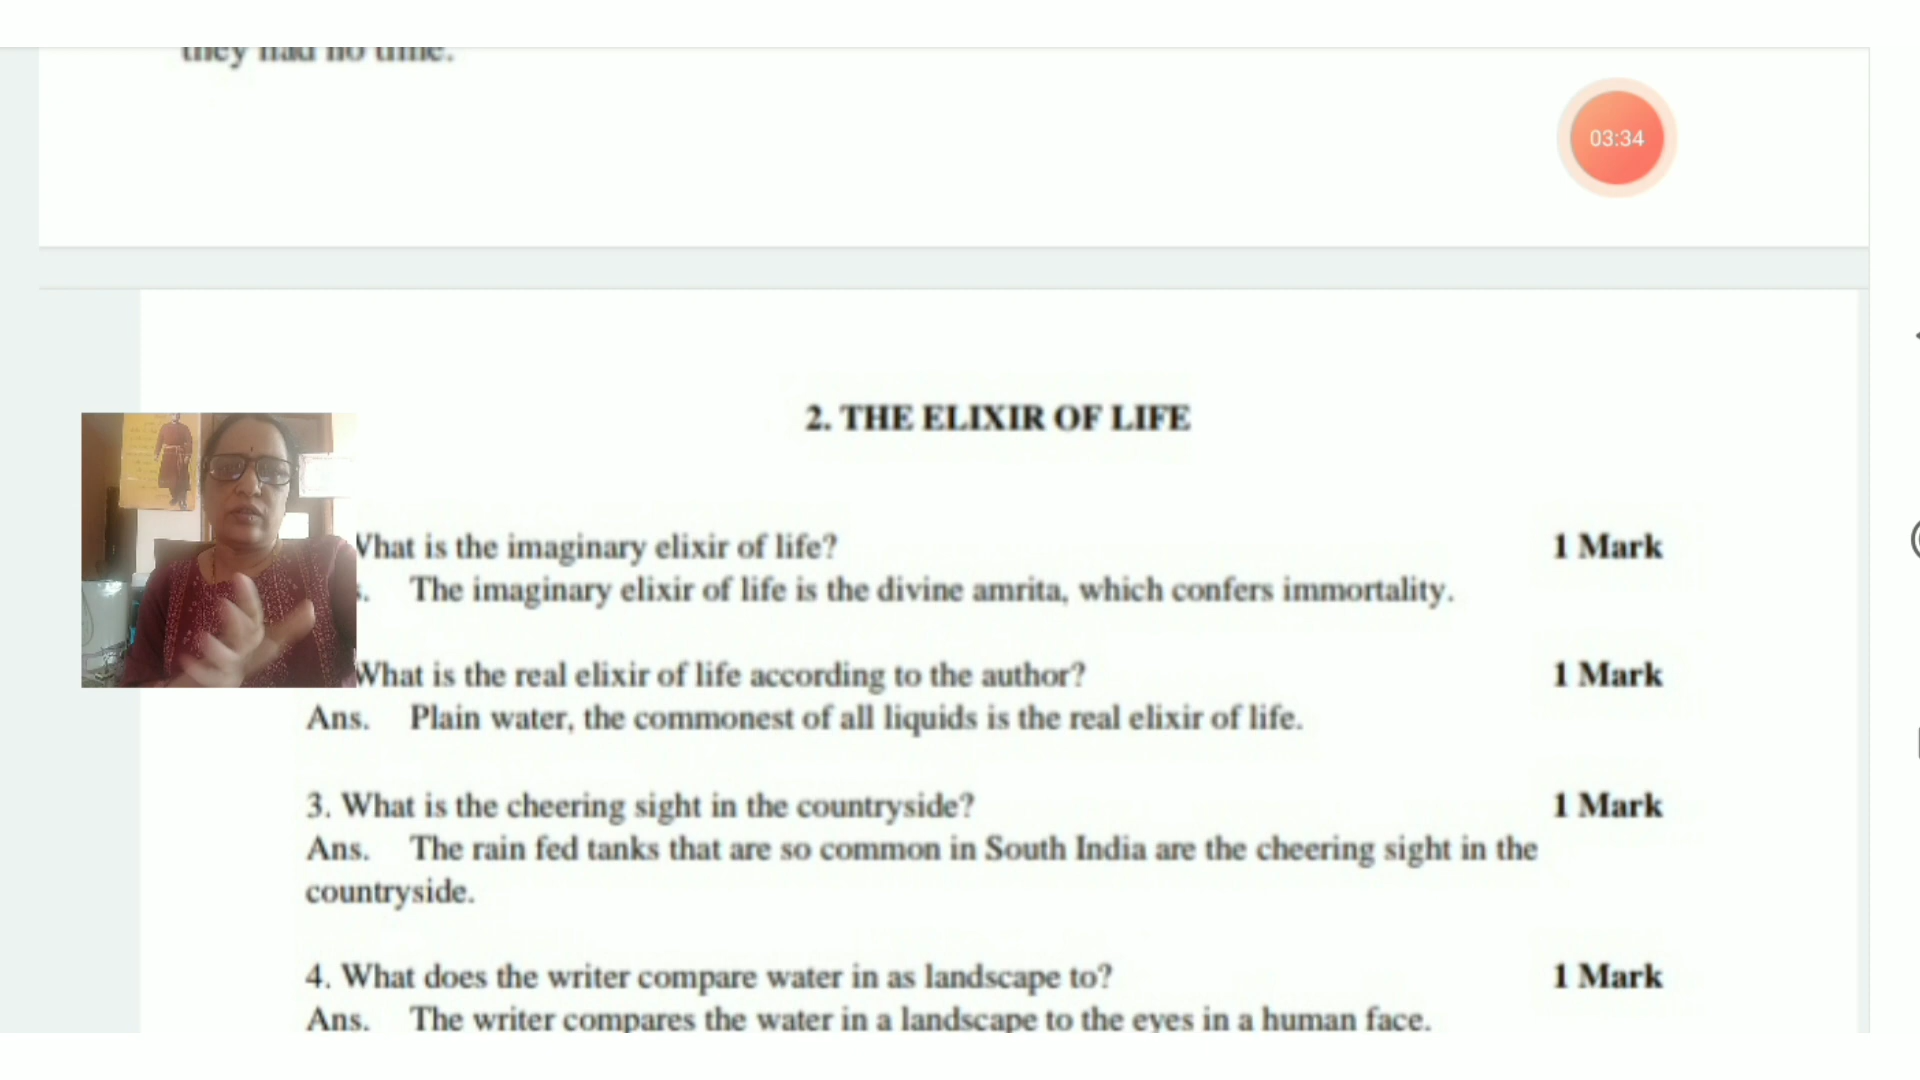 they had no time.
03:34
2. THE ELIXIR OF LIFE
What is the imaginary elixir of life? 1 Mark
. The imaginary elixir of life is the divine amrita, which confers immortality.
What is the real elixir of life according to the author? 1 Mark
Ans. Plain water, the commonest of all liquids is the real elixir of life.
3. What is the cheering sight in the countryside? 1 Mark
Ans. The rain fed tanks that are so common in South India are the cheering sight in the
countryside.
4. What does the writer compare water in as landscape to? 1 Mark
Ans. The writer compares the water in a landscape to the eyes in a human face.